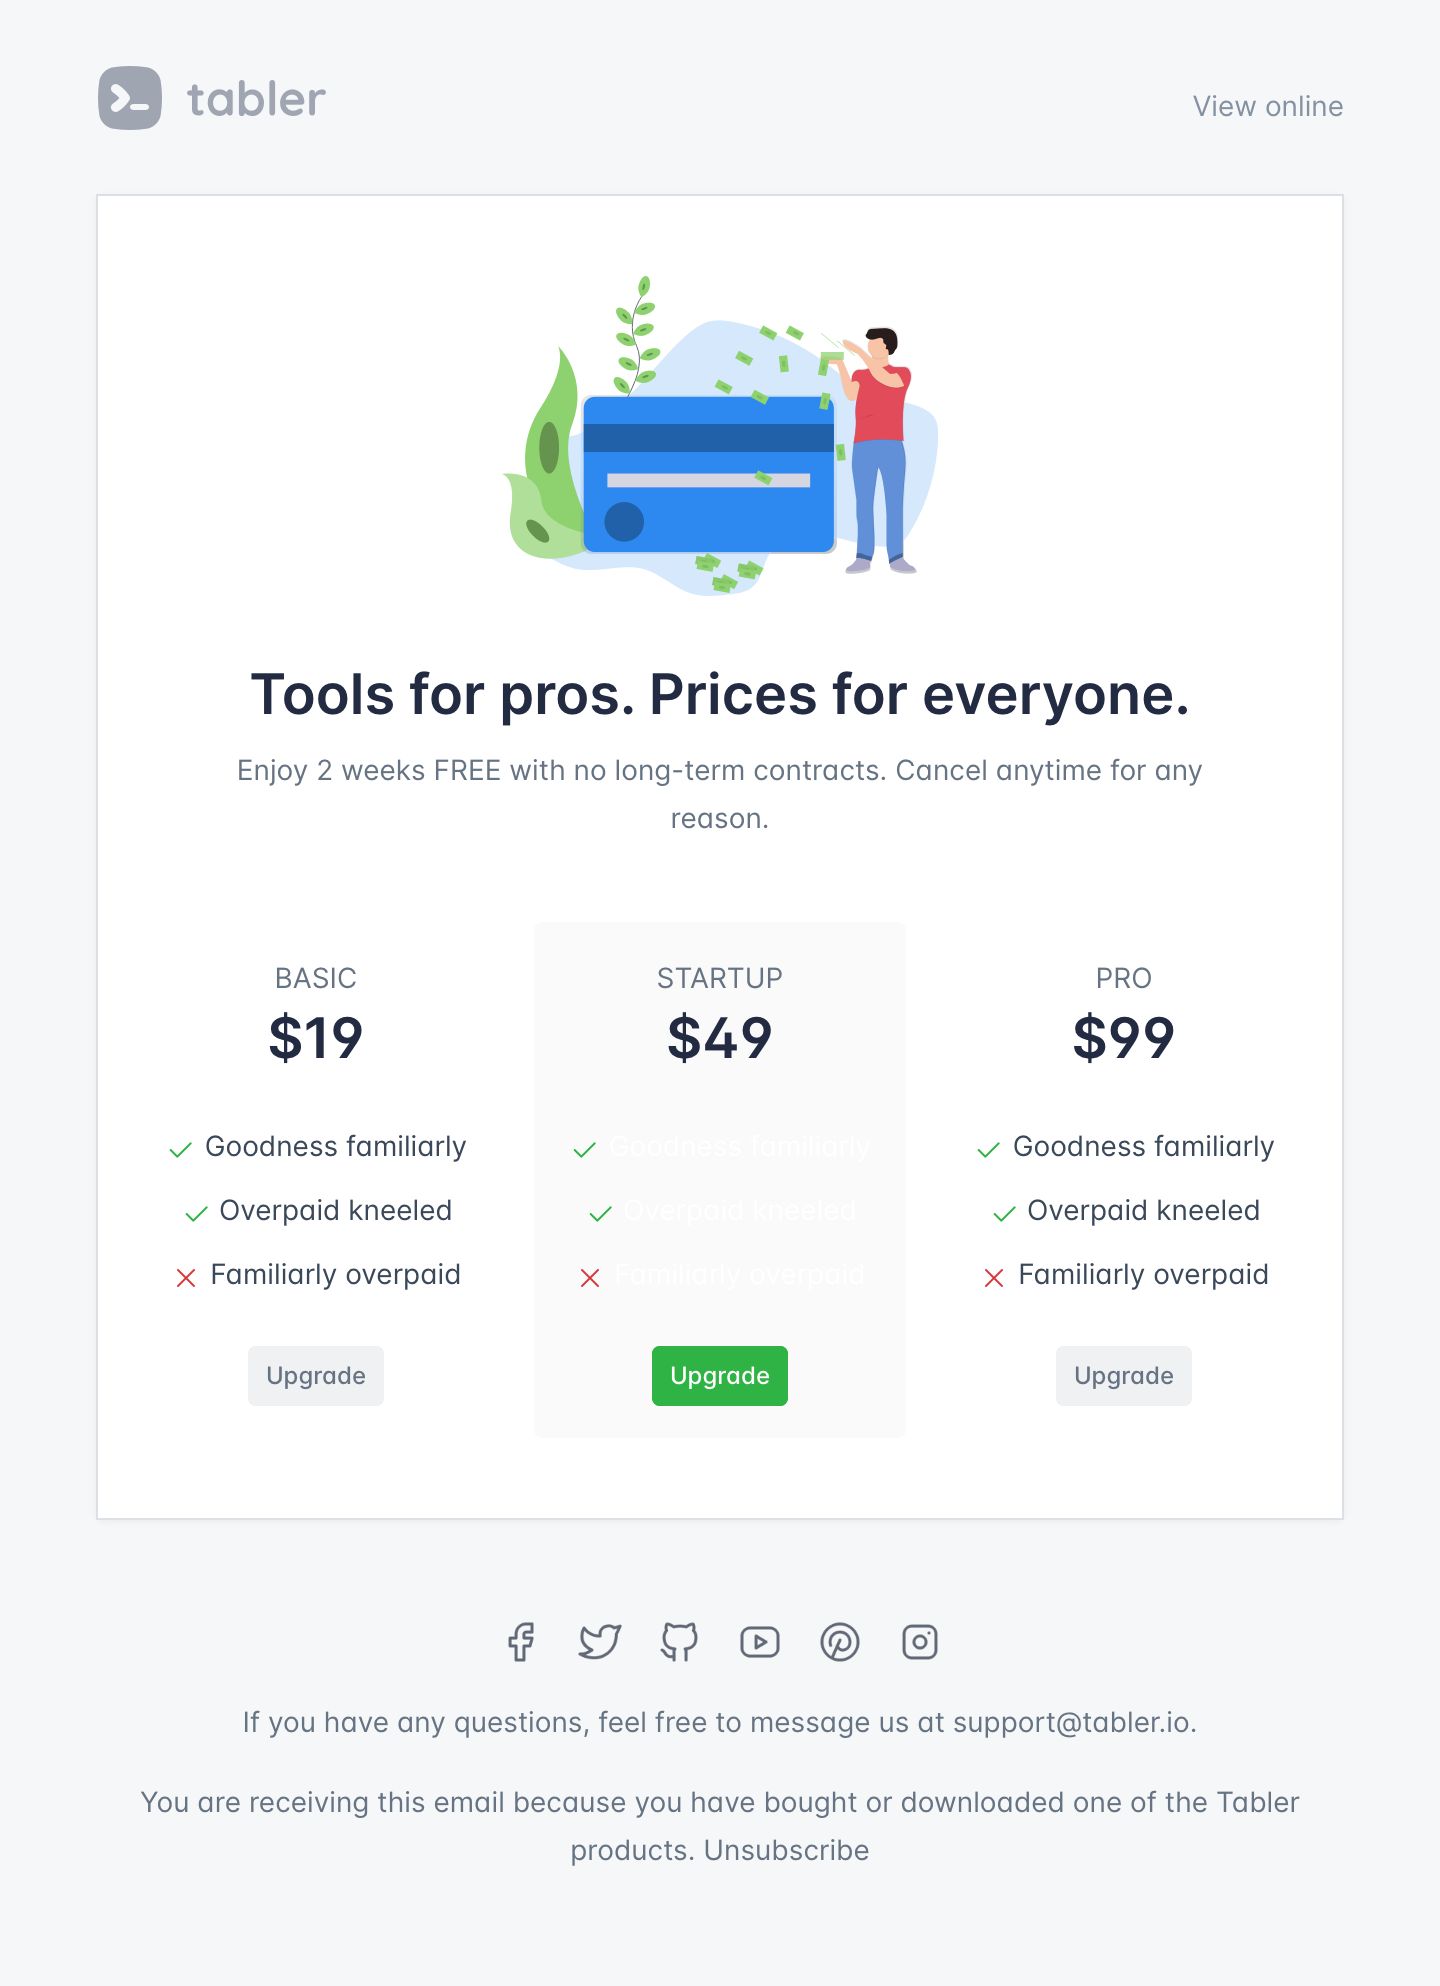 tabler
View online
Tools for pros. Prices for everyone.
Enjoy 2 weeks FREE with no long-term contracts. Cancel anytime for any
reason.
BASIC
$19
Goodness familiarly
Overpaid kneeled
Familiarly overpaid
Upgrade
STARTUP
$49
Goodness familiarly
Overpaid kneeled
Familiarly overpaid
Upgrade
PRO
$99
Goodness familiarly
Overpaid kneeled
Familiarly overpaid
Upgrade
If you have any questions, feel free to message us at support@tabler.io.
You are receiving this email because you have bought or downloaded one of the Tabler
products. Unsubscribe